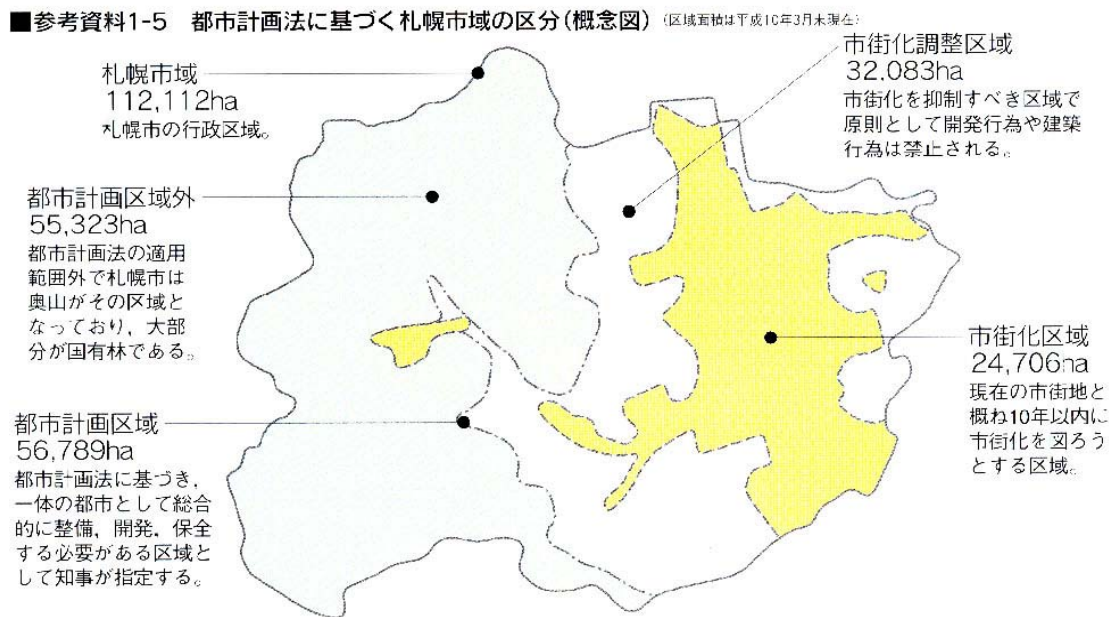 ■参考資料1-5 都市計画法に基づく札幌市域の区分(概念図) (区域面積は平成10年3月末現在)
札幌市域
112,112ha
札幌市の行政区域。
都市計画区域外
55,323ha
都市計画法の適用
範囲外で札幌市は
奥山がその区域と
なっており、大部
分が国有林である。
都市計画区域
56,789ha
都市計画法に基づき、
一体の都市として総合
的に整備、開発、保全
する必要がある区域と
して知事が指定する。
市街化調整区域
32,083ha
市街化を抑制すべき区域で
原則として開発行為や建築
行為は禁止される。
市街化区域
24,706ha
現在の市街地と
概ね10年以内に
市街化を図ろう
とする区域。